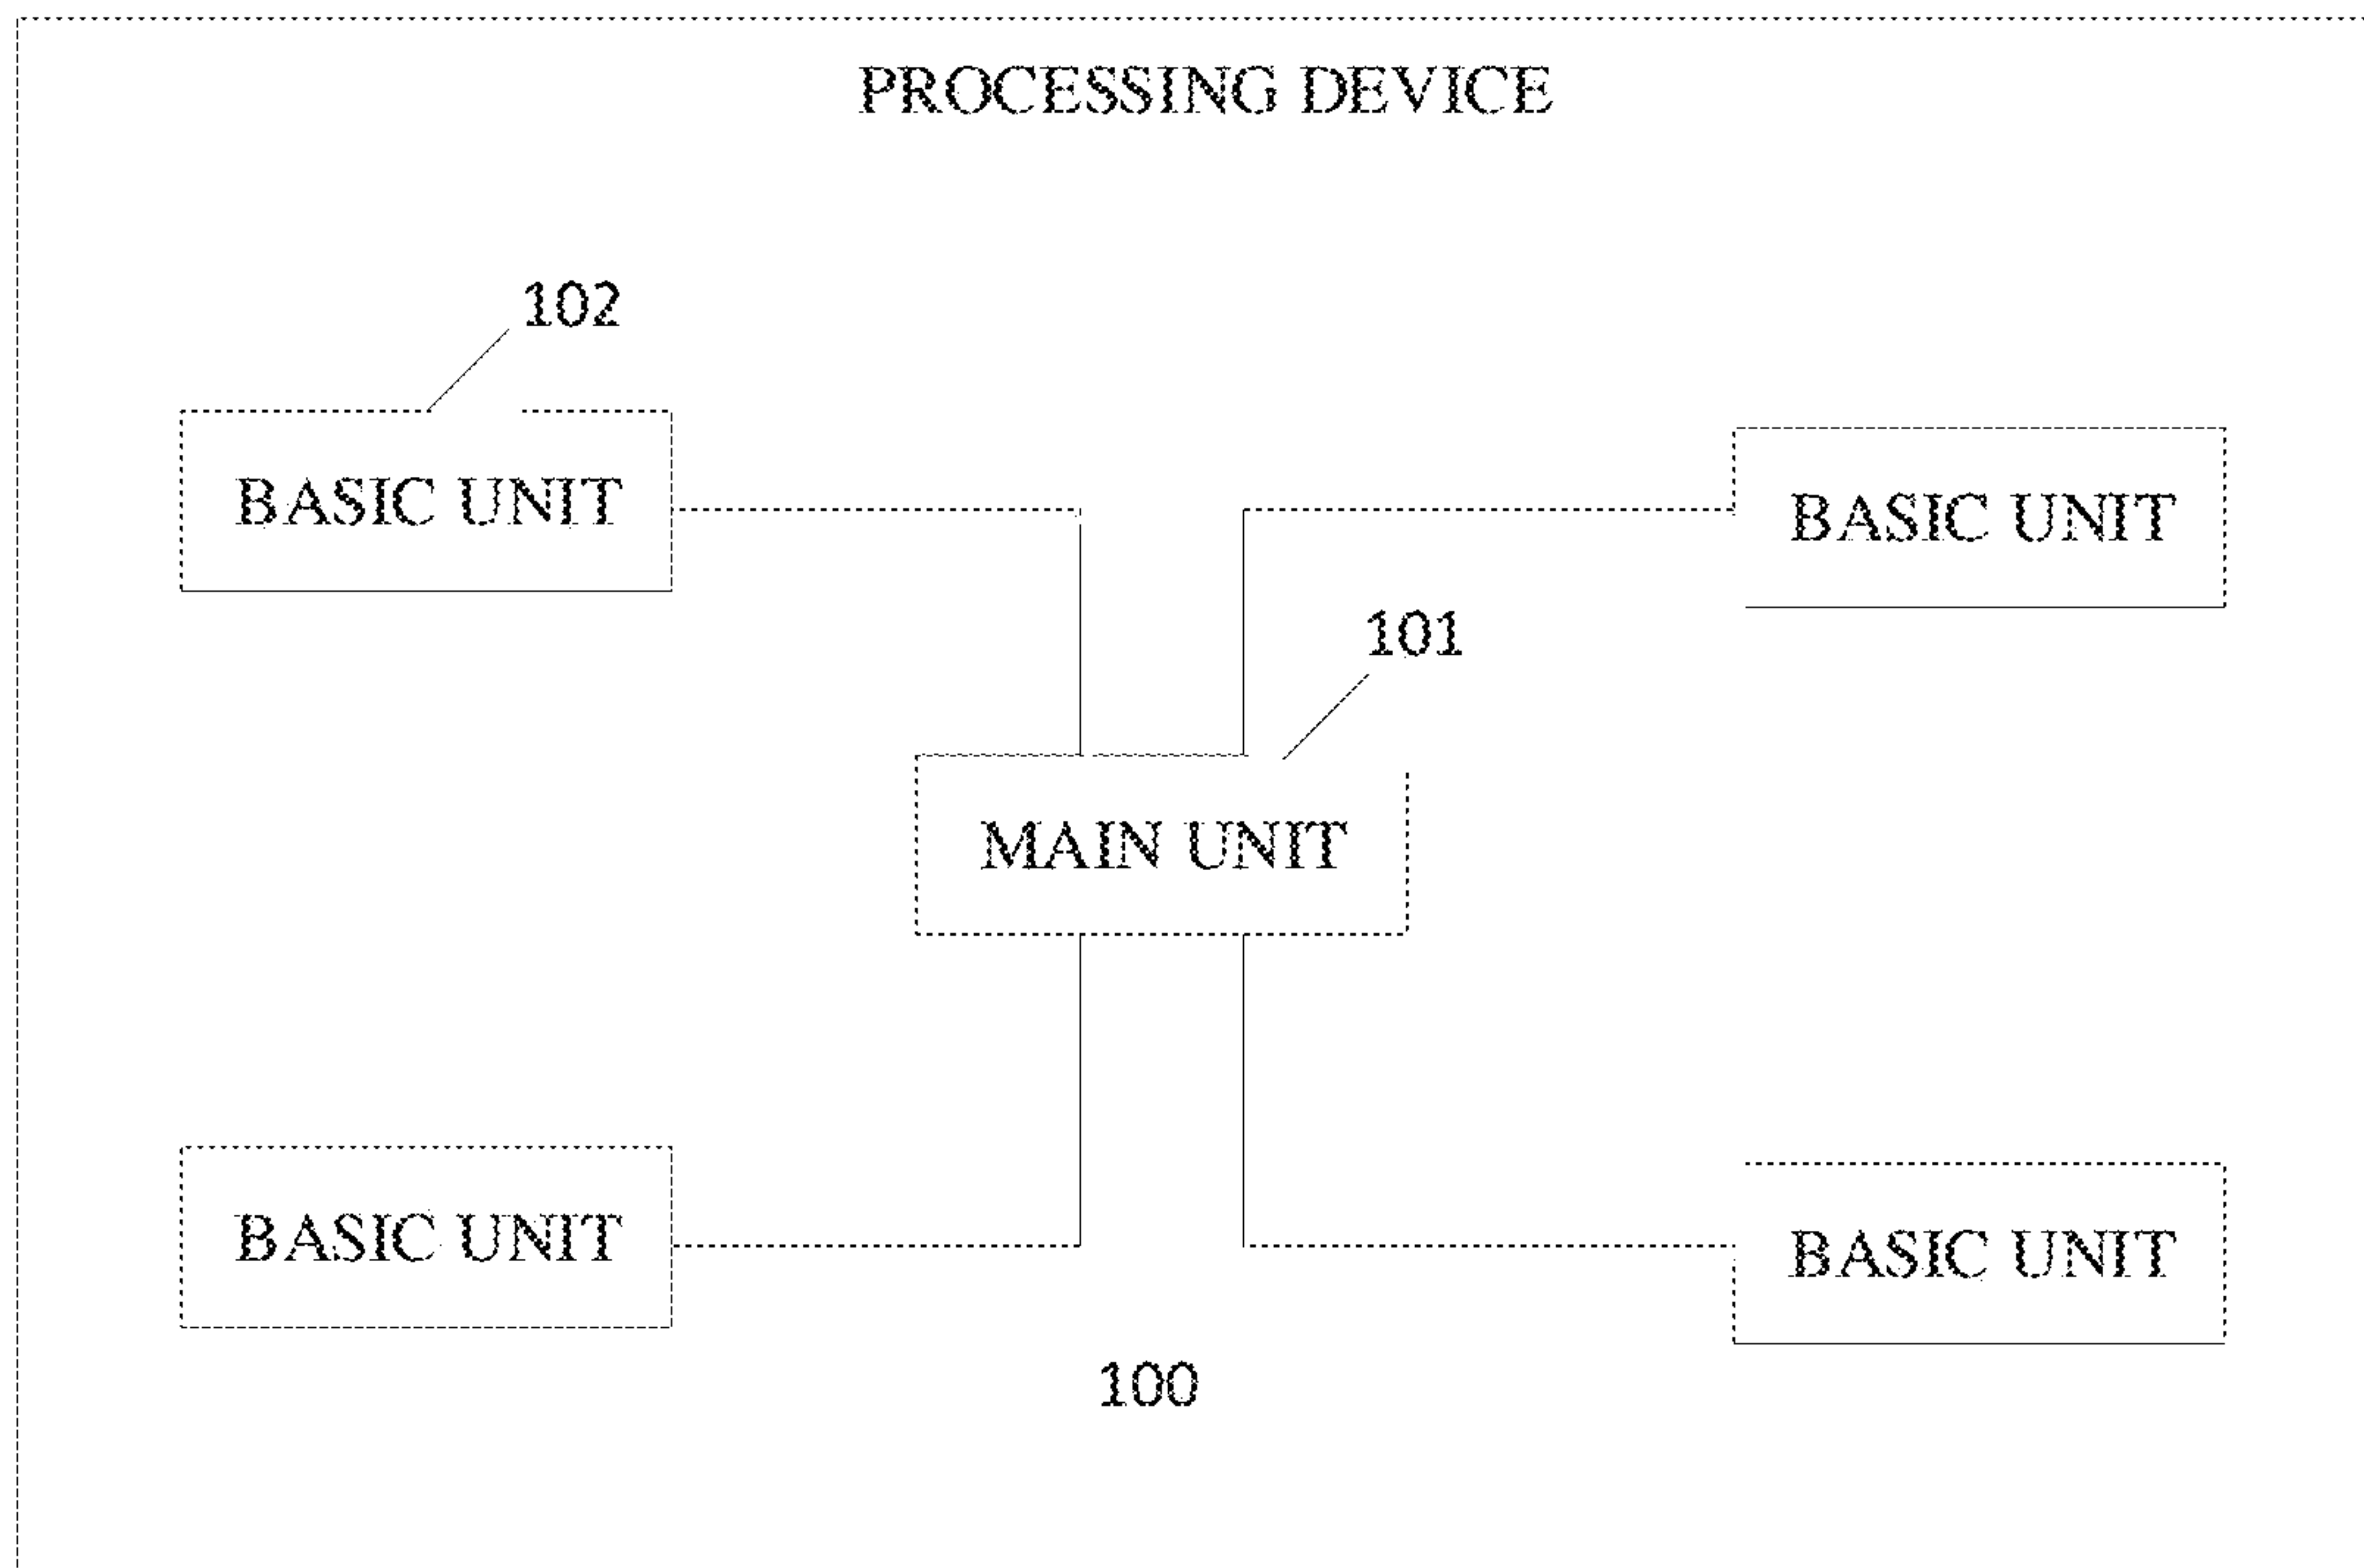 PROCESSING DEVICE
102
BASIC UNIT
BASIC UNIT
101
MAIN UNIT
BASIC UNIT
BASIC UNIT
100